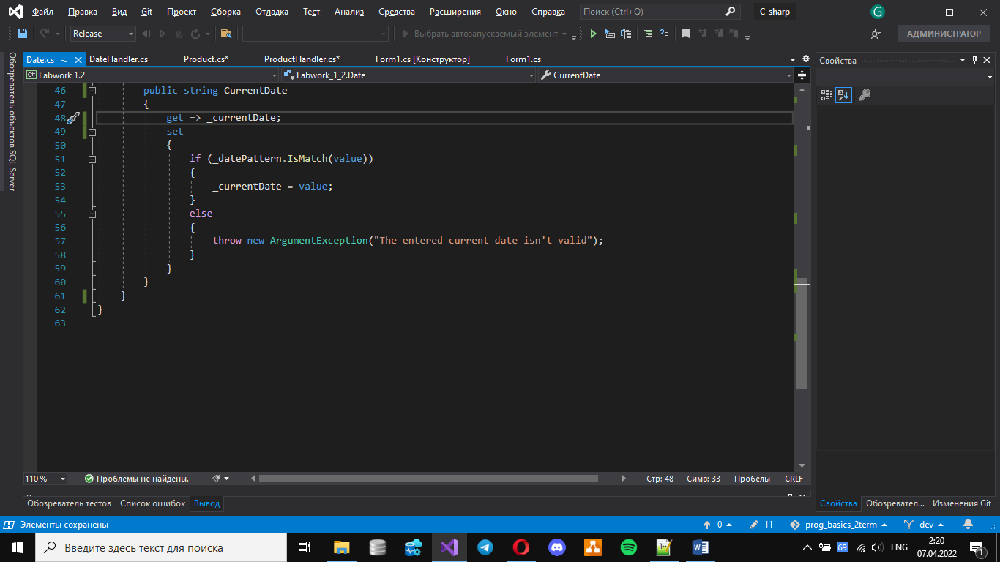 Файл Правка Вид Git Проект Сборка Отладка Тест Анализ Средства Расширения Окно Справка Поиск (Ctrl+Q) C-sharp G
Release Выбрать автозапускаемый элемент АДМИНИСТРАТОР
Обозреватель объектов SQL Server
Date.cs DateHandler.cs Product.cs* ProductHandler.cs* Form1.cs [Конструктор] Form1.cs
Свойства
C# Labwork 1.2 Labwork_1_2.Date CurrentDate
46 public string CurrentDate
47 {
48 get => _currentDate;
49 set
50 {
51 if (_datePattern.IsMatch(value))
52 {
53 _currentDate = value;
54 }
55 else
56 {
57 throw new ArgumentException("The entered current date isn't valid");
58 }
59 }
60 }
61 }
62 }
63
110 % Проблемы не найдены. Стр: 48 Симв: 33 Пробелы CRLF
Обозреватель тестов Список ошибок Вывод
Свойства Обозревател... Изменения Git
Элементы сохранены 0 11 prog_basics_2term dev
Введите здесь текст для поиска
69 ENG 2:20
07.04.2022
1